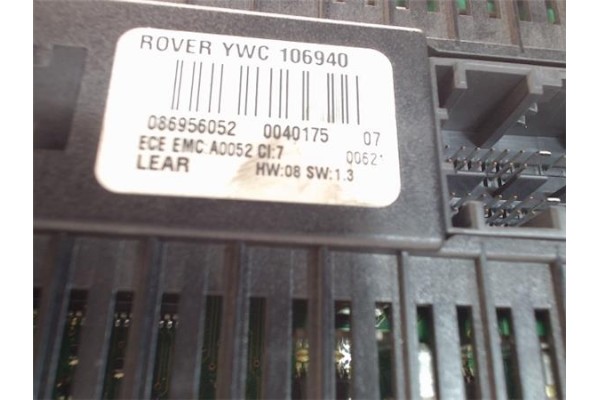 ROVER YWC 106940
086956052 0040175 07
ECE EMC A0052 CI:7
LEAR HW:08 SW:1.3